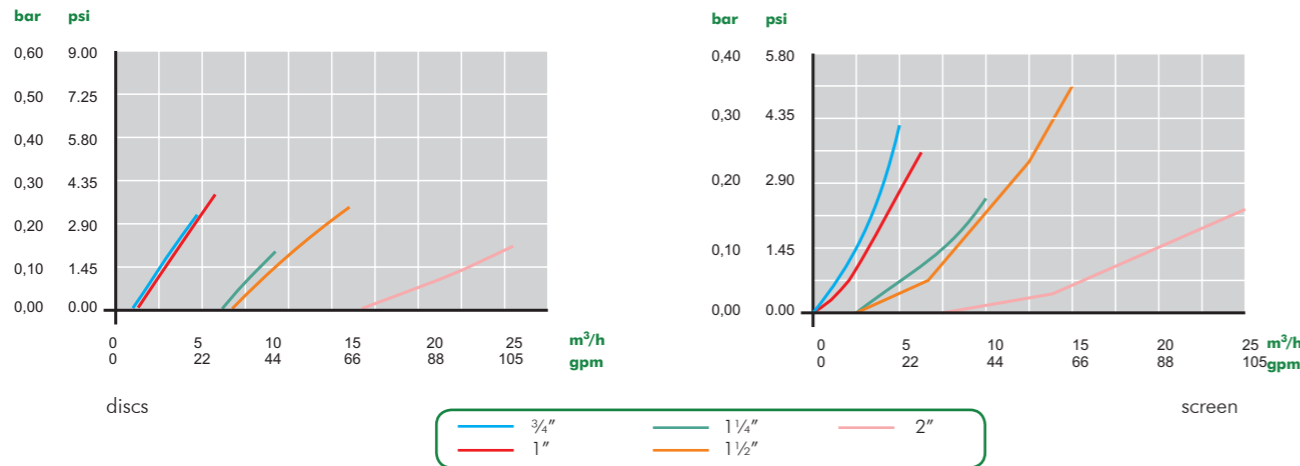 bar psi
0,60 9.00
0,50 7.25
0,40 5.80
0,30 4.35
0,20 2.90
0,10 1.45
0,00 0.00
0 5 10 15 20 25 m³/h
0 22 44 66 88 105 gpm
discs
bar psi
0,40 5.80
0,30 4.35
0,20 2.90
0,10 1.45
0,00 0.00
0 5 10 15 20 25 m³/h
0 22 44 66 88 105 gpm
screen
¾" 1¼" 2"
1" 1½"